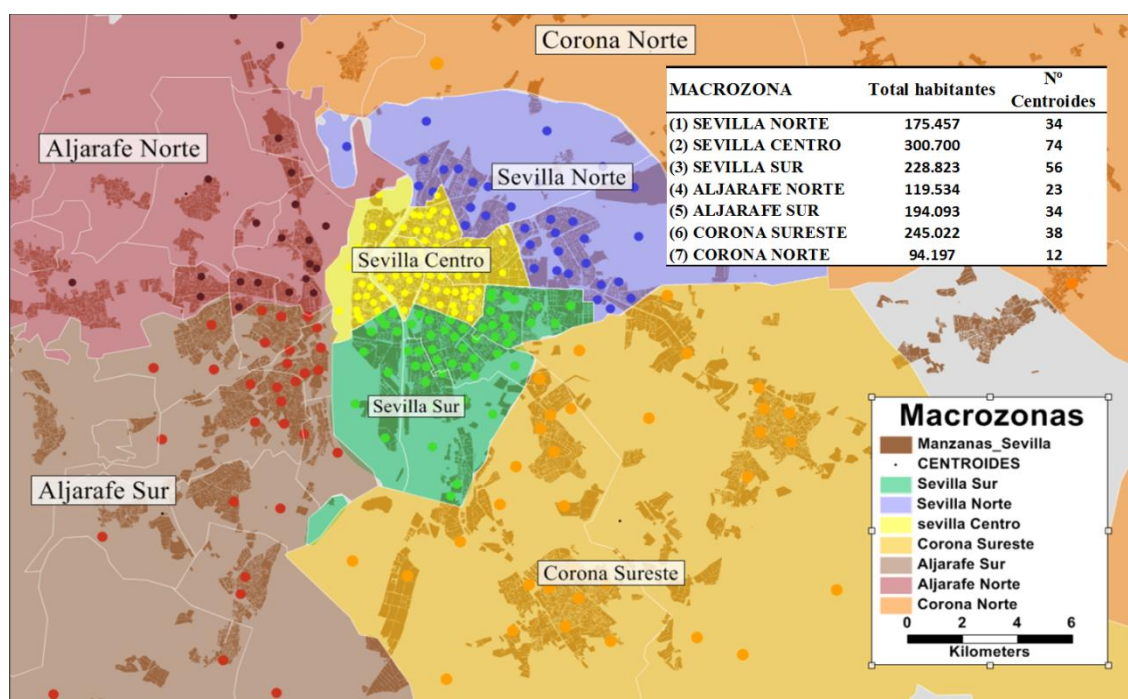 Corona Norte
MACROZONA Total habitantes Nº Centroides
(1) SEVILLA NORTE 175.457 34
(2) SEVILLA CENTRO 300.700 74
(3) SEVILLA SUR 228.823 56
(4) ALJARAFE NORTE 119.534 23
(5) ALJARAFE SUR 194.093 34
(6) CORONA SURESTE 245.022 38
(7) CORONA NORTE 94.197 12
Aljarafe Norte
Sevilla Norte
Sevilla Centro
Sevilla Sur
Aljarafe Sur
Corona Sureste
Macrozonas
Manzanas_Sevilla
CENTROIDES
Sevilla Sur
Sevilla Norte
sevilla Centro
Corona Sureste
Aljarafe Sur
Aljarafe Norte
Corona Norte
0 2 4 6
Kilometers